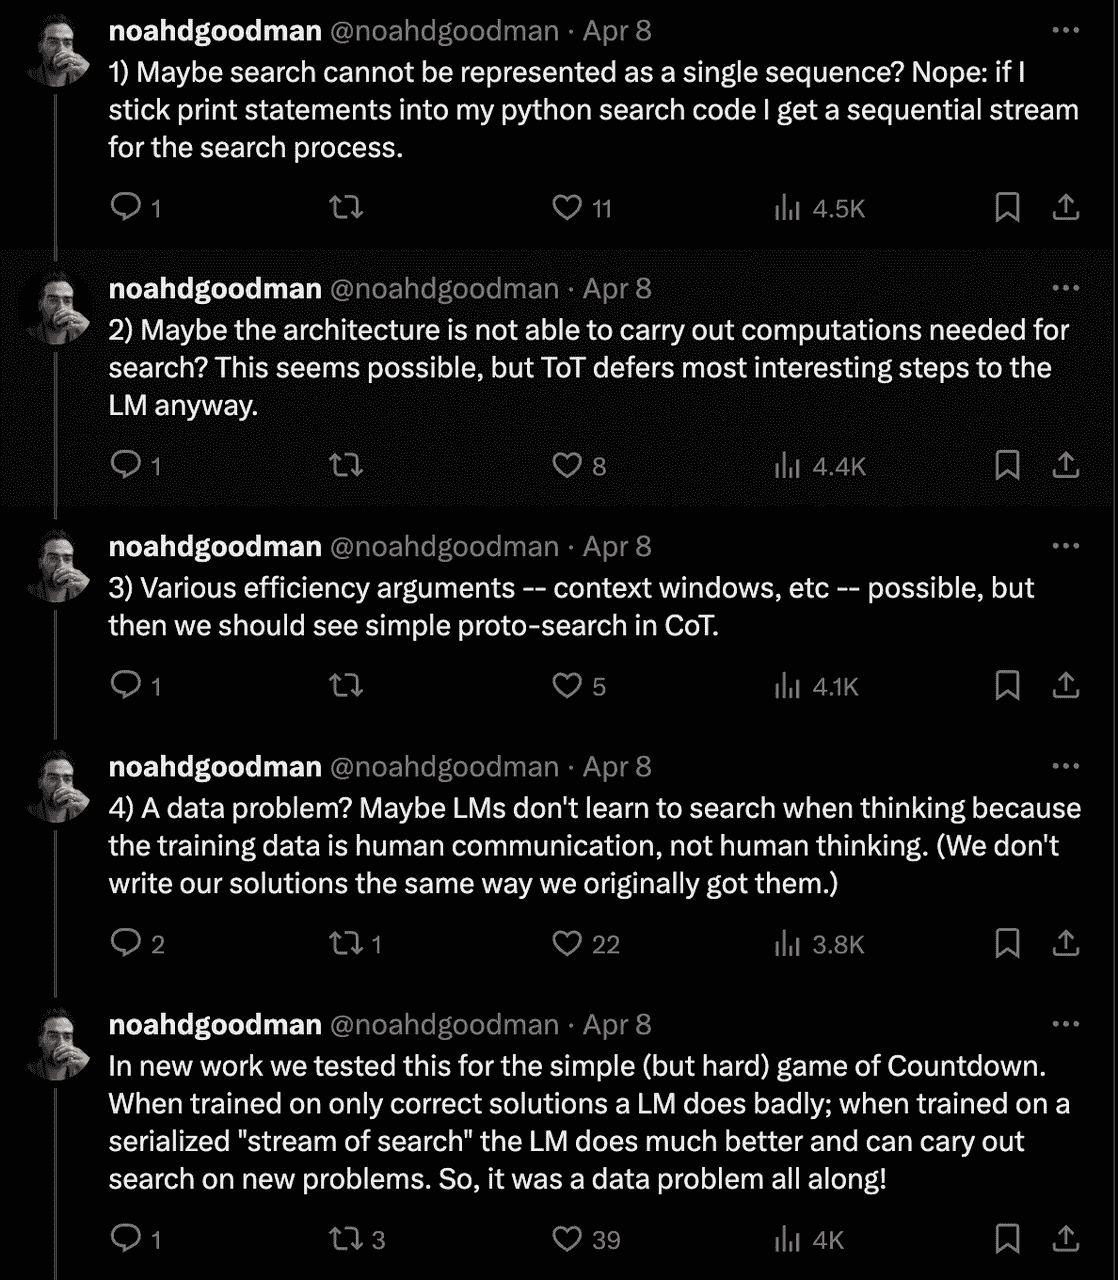 noahdgoodman @noahdgoodman · Apr 8
1) Maybe search cannot be represented as a single sequence? Nope: if I
stick print statements into my python search code I get a sequential stream
for the search process.
1 11 4.5K
noahdgoodman @noahdgoodman · Apr 8
2) Maybe the architecture is not able to carry out computations needed for
search? This seems possible, but ToT defers most interesting steps to the
LM anyway.
1 8 4.4K
noahdgoodman @noahdgoodman · Apr 8
3) Various efficiency arguments -- context windows, etc -- possible, but
then we should see simple proto-search in CoT.
1 5 4.1K
noahdgoodman @noahdgoodman · Apr 8
4) A data problem? Maybe LMs don't learn to search when thinking because
the training data is human communication, not human thinking. (We don't
write our solutions the same way we originally got them.)
2 1 22 3.8K
noahdgoodman @noahdgoodman · Apr 8
In new work we tested this for the simple (but hard) game of Countdown.
When trained on only correct solutions a LM does badly; when trained on a
serialized "stream of search" the LM does much better and can cary out
search on new problems. So, it was a data problem all along!
1 3 39 4K